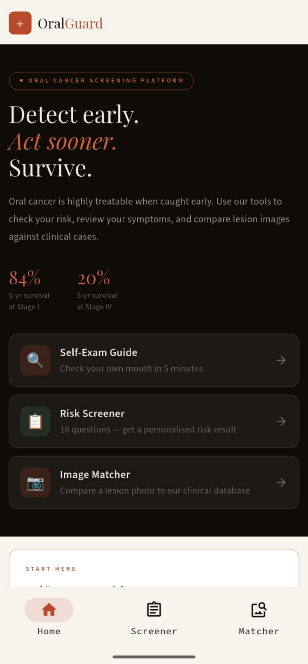 OralGuard
ORAL CANCER SCREENING PLATFORM
Detect early.
Act sooner.
Survive.
Oral cancer is highly treatable when caught early. Use our tools to
check your risk, review your symptoms, and compare lesion images
against clinical cases.
84% 20%
5-yr survival 5-yr survival
at Stage I at Stage IV
Self-Exam Guide
Check your own mouth in 5 minutes
Risk Screener
18 questions — get a personalised risk result
Image Matcher
Compare a lesion photo to our clinical database
START HERE
Home Screener Matcher